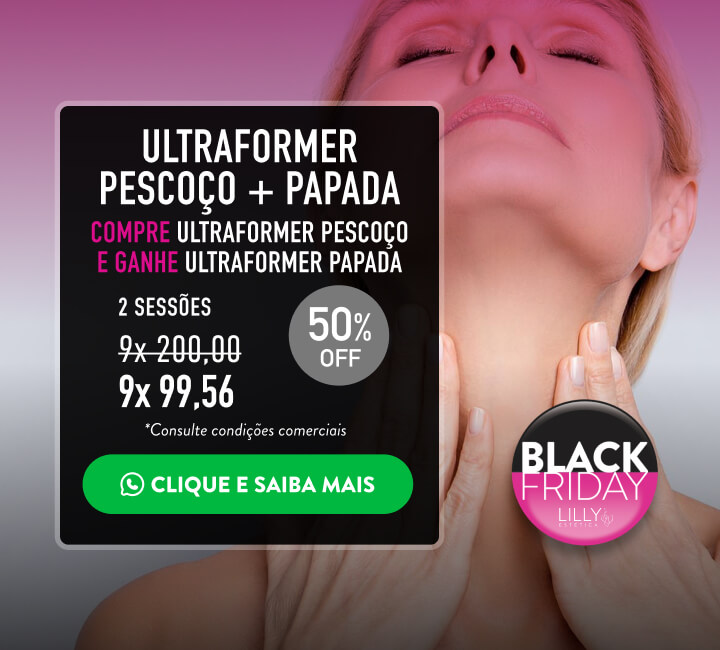 ULTRAFORMER
PESCOÇO + PAPADA
COMPRE ULTRAFORMER PESCOÇO
E GANHE ULTRAFORMER PAPADA
2 SESSÕES
9x 200,00
9x 99,56
50%
OFF
*Consulte condições comerciais
CLIQUE E SAIBA MAIS
BLACK
FRIDAY
LILLY
ESTÉTICA